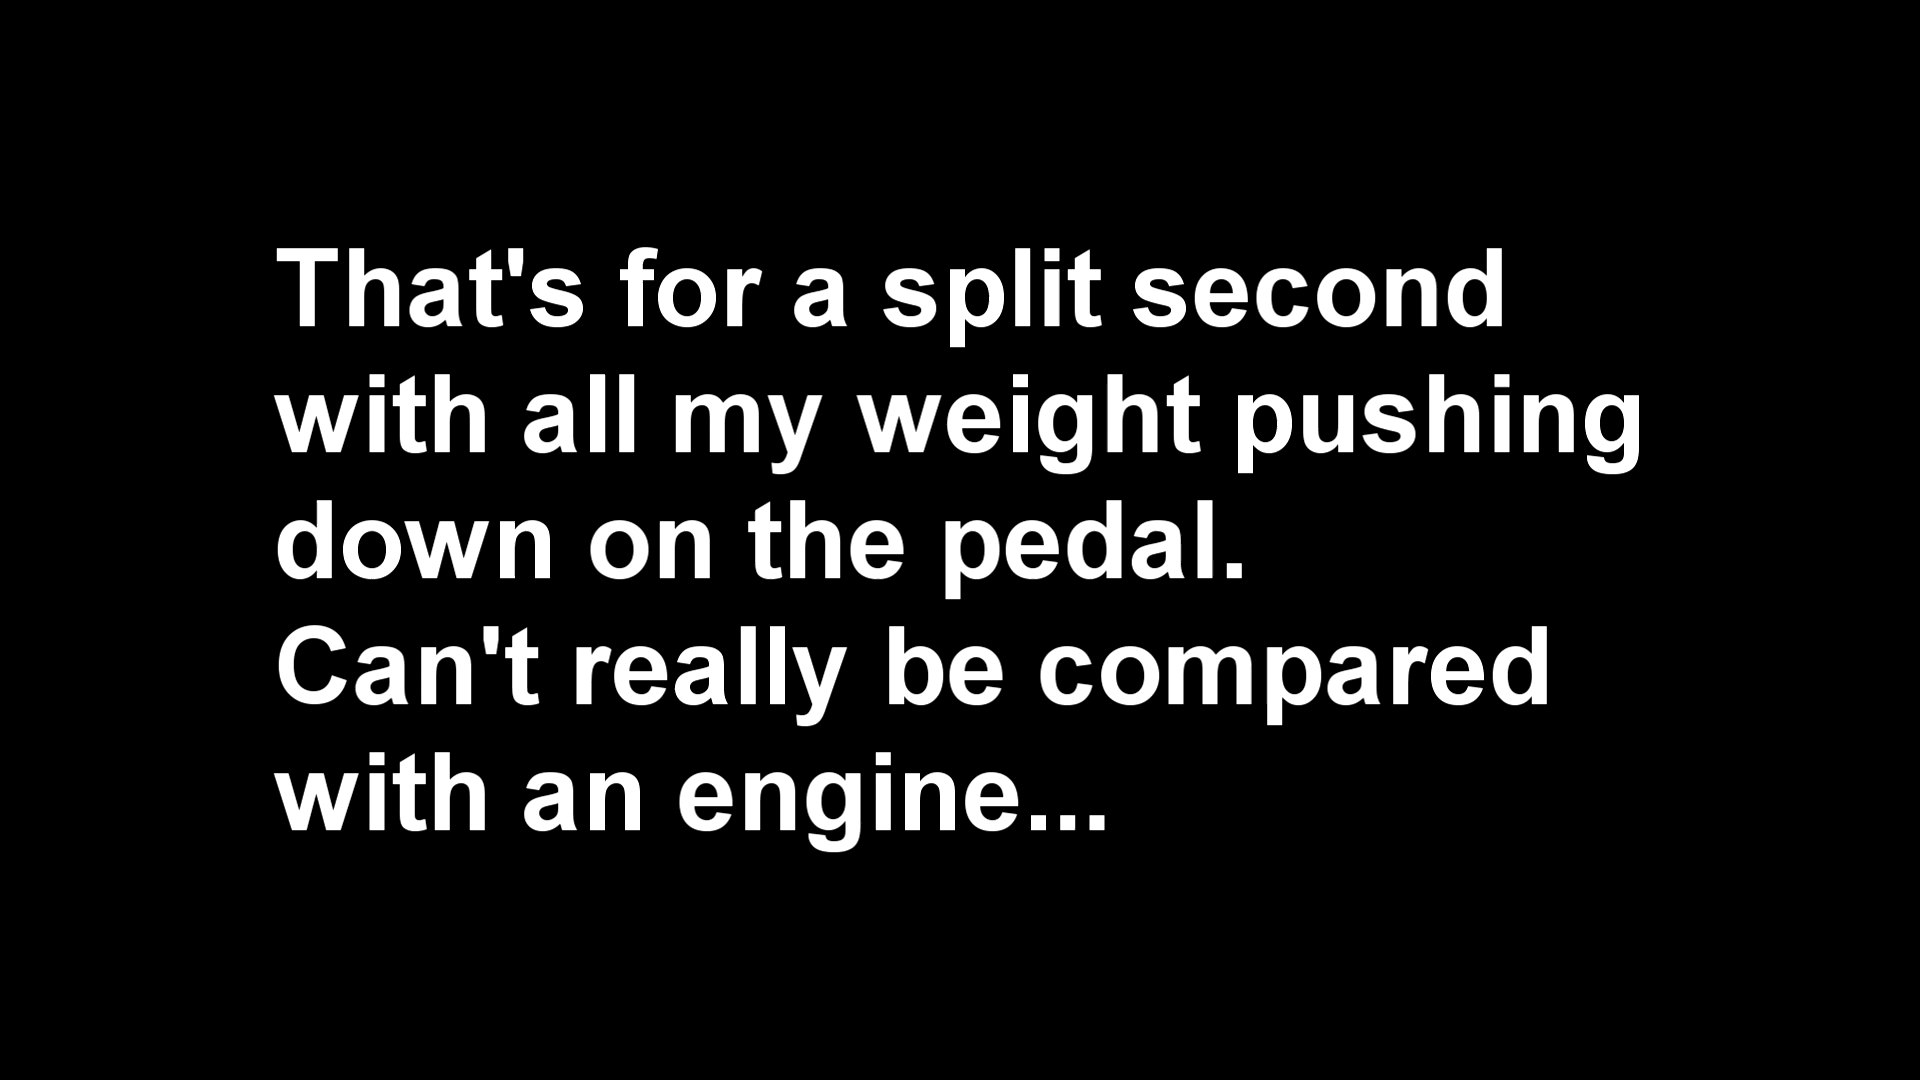 That's for a split second
with all my weight pushing
down on the pedal.
Can't really be compared
with an engine...